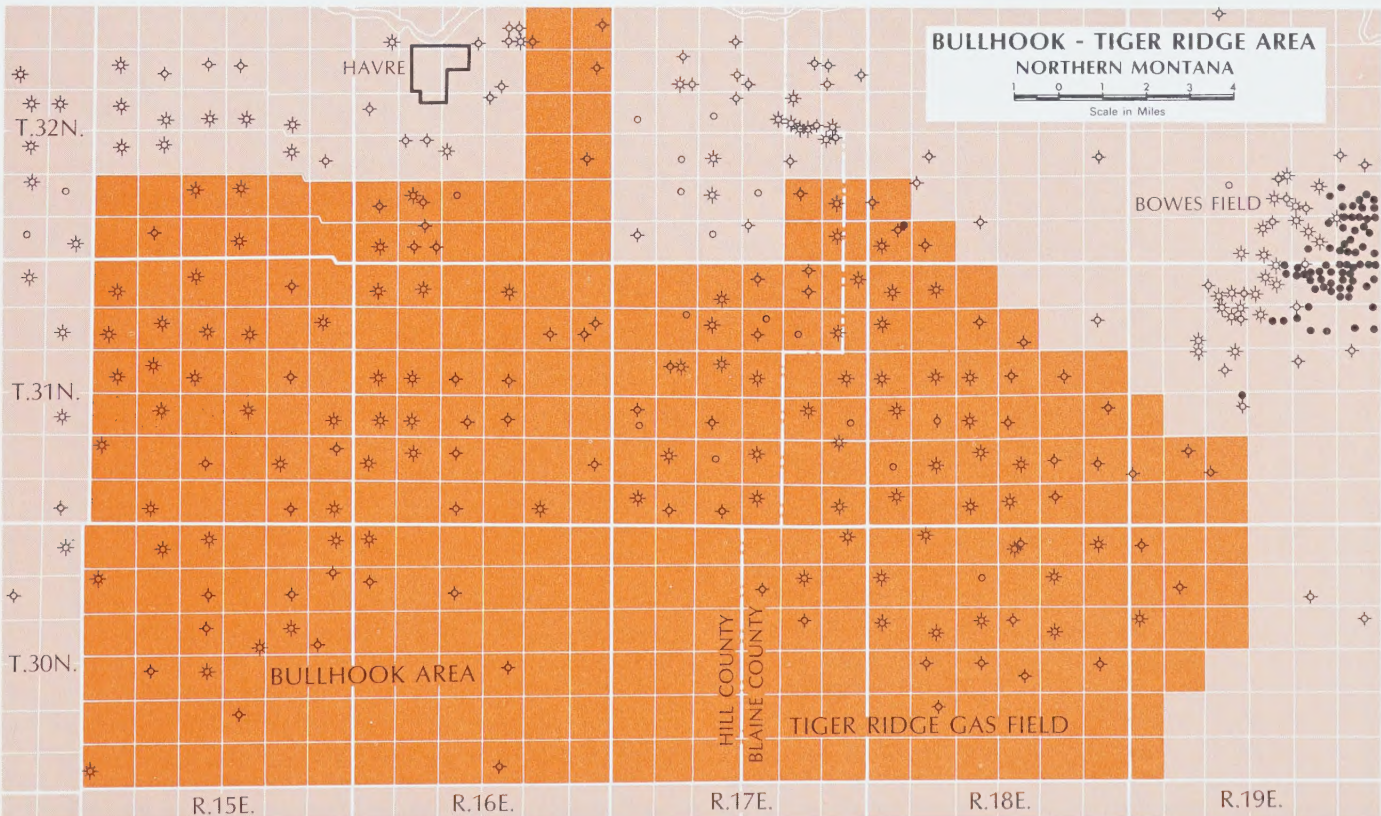 BULLHOOK - TIGER RIDGE AREA
NORTHERN MONTANA
1 0 1 2 3 4
Scale in Miles
HAVRE
T.32N.
BOWES FIELD
T.31N.
T.30N.
BULLHOOK AREA
HILL COUNTY
BLAINE COUNTY
TIGER RIDGE GAS FIELD
R.15E. R.16E. R.17E. R.18E. R.19E.